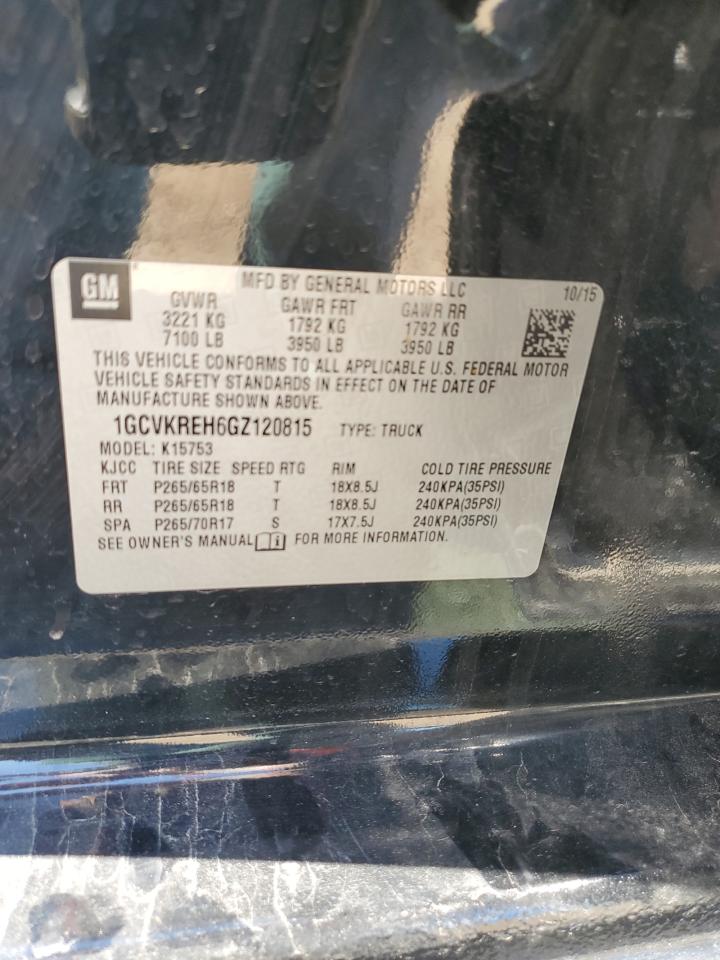 GM
MFD BY GENERAL MOTORS LLC 10/15
GVWR GAWR FRT GAWR RR
3221 KG 1792 KG 1792 KG
7100 LB 3950 LB 3950 LB
THIS VEHICLE CONFORMS TO ALL APPLICABLE U.S. FEDERAL MOTOR
VEHICLE SAFETY STANDARDS IN EFFECT ON THE DATE OF
MANUFACTURE SHOWN ABOVE.
1GCVKREH6GZ120815 TYPE: TRUCK
MODEL: K15753
KJCC TIRE SIZE SPEED RTG RIM COLD TIRE PRESSURE
FRT P265/65R18 T 18X8.5J 240KPA(35PSI)
RR P265/65R18 T 18X8.5J 240KPA(35PSI)
SPA P265/70R17 S 17X7.5J 240KPA(35PSI)
SEE OWNER'S MANUAL FOR MORE INFORMATION.